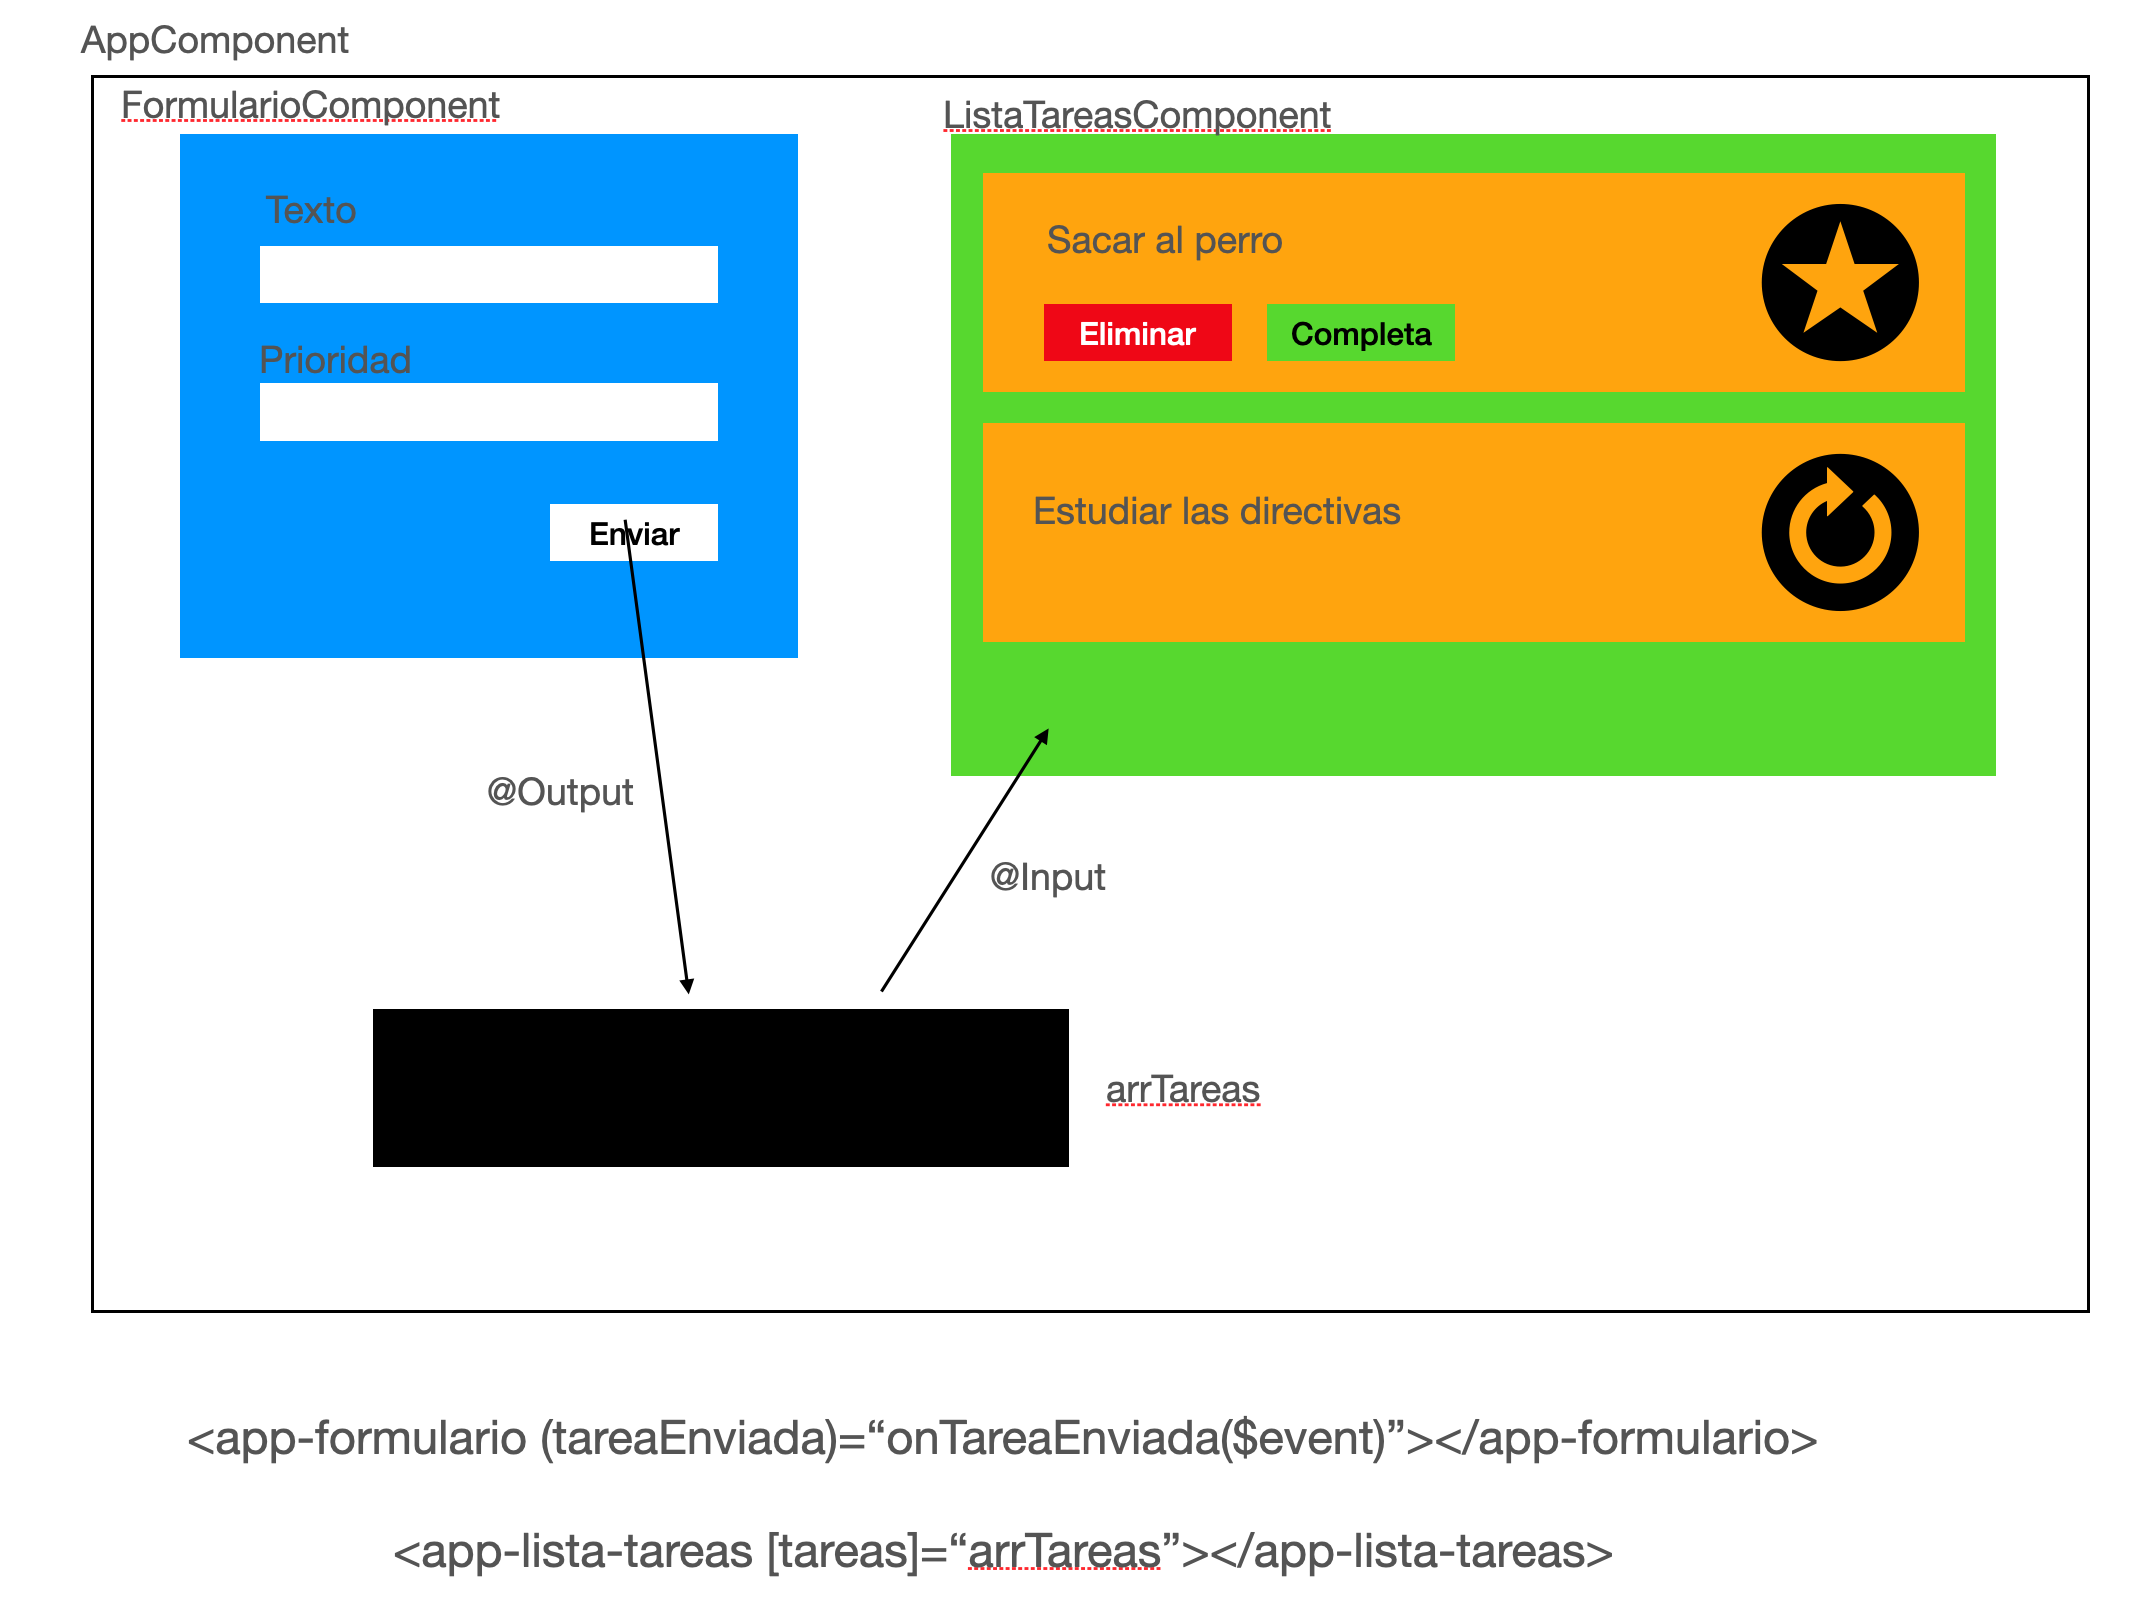 AppComponent
FormularioComponent
Texto
Prioridad
Enviar
ListaTareasComponent
Sacar al perro
Eliminar
Completa
Estudiar las directivas
@Output
@Input
arrTareas
<app-formulario (tareaEnviada)=“onTareaEnviada($event)”></app-formulario>
<app-lista-tareas [tareas]=“arrTareas”></app-lista-tareas>